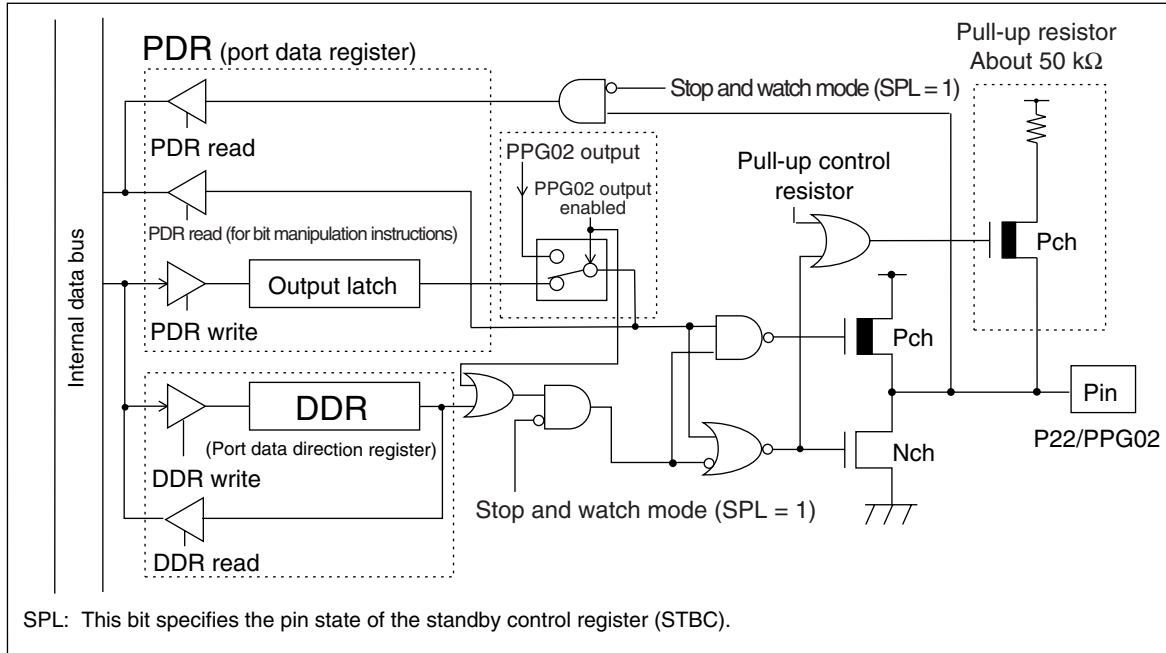 PDR (port data register)
Pull-up resistor
About 50 kΩ
Stop and watch mode (SPL = 1)
PDR read
PPG02 output
Pull-up control
resistor
PPG02 output
enabled
PDR read (for bit manipulation instructions)
Pch
Output latch
PDR write
Pch
Internal data bus
DDR
Pin
(Port data direction register)
P22/PPG02
Nch
DDR write
Stop and watch mode (SPL = 1)
DDR read
SPL: This bit specifies the pin state of the standby control register (STBC).